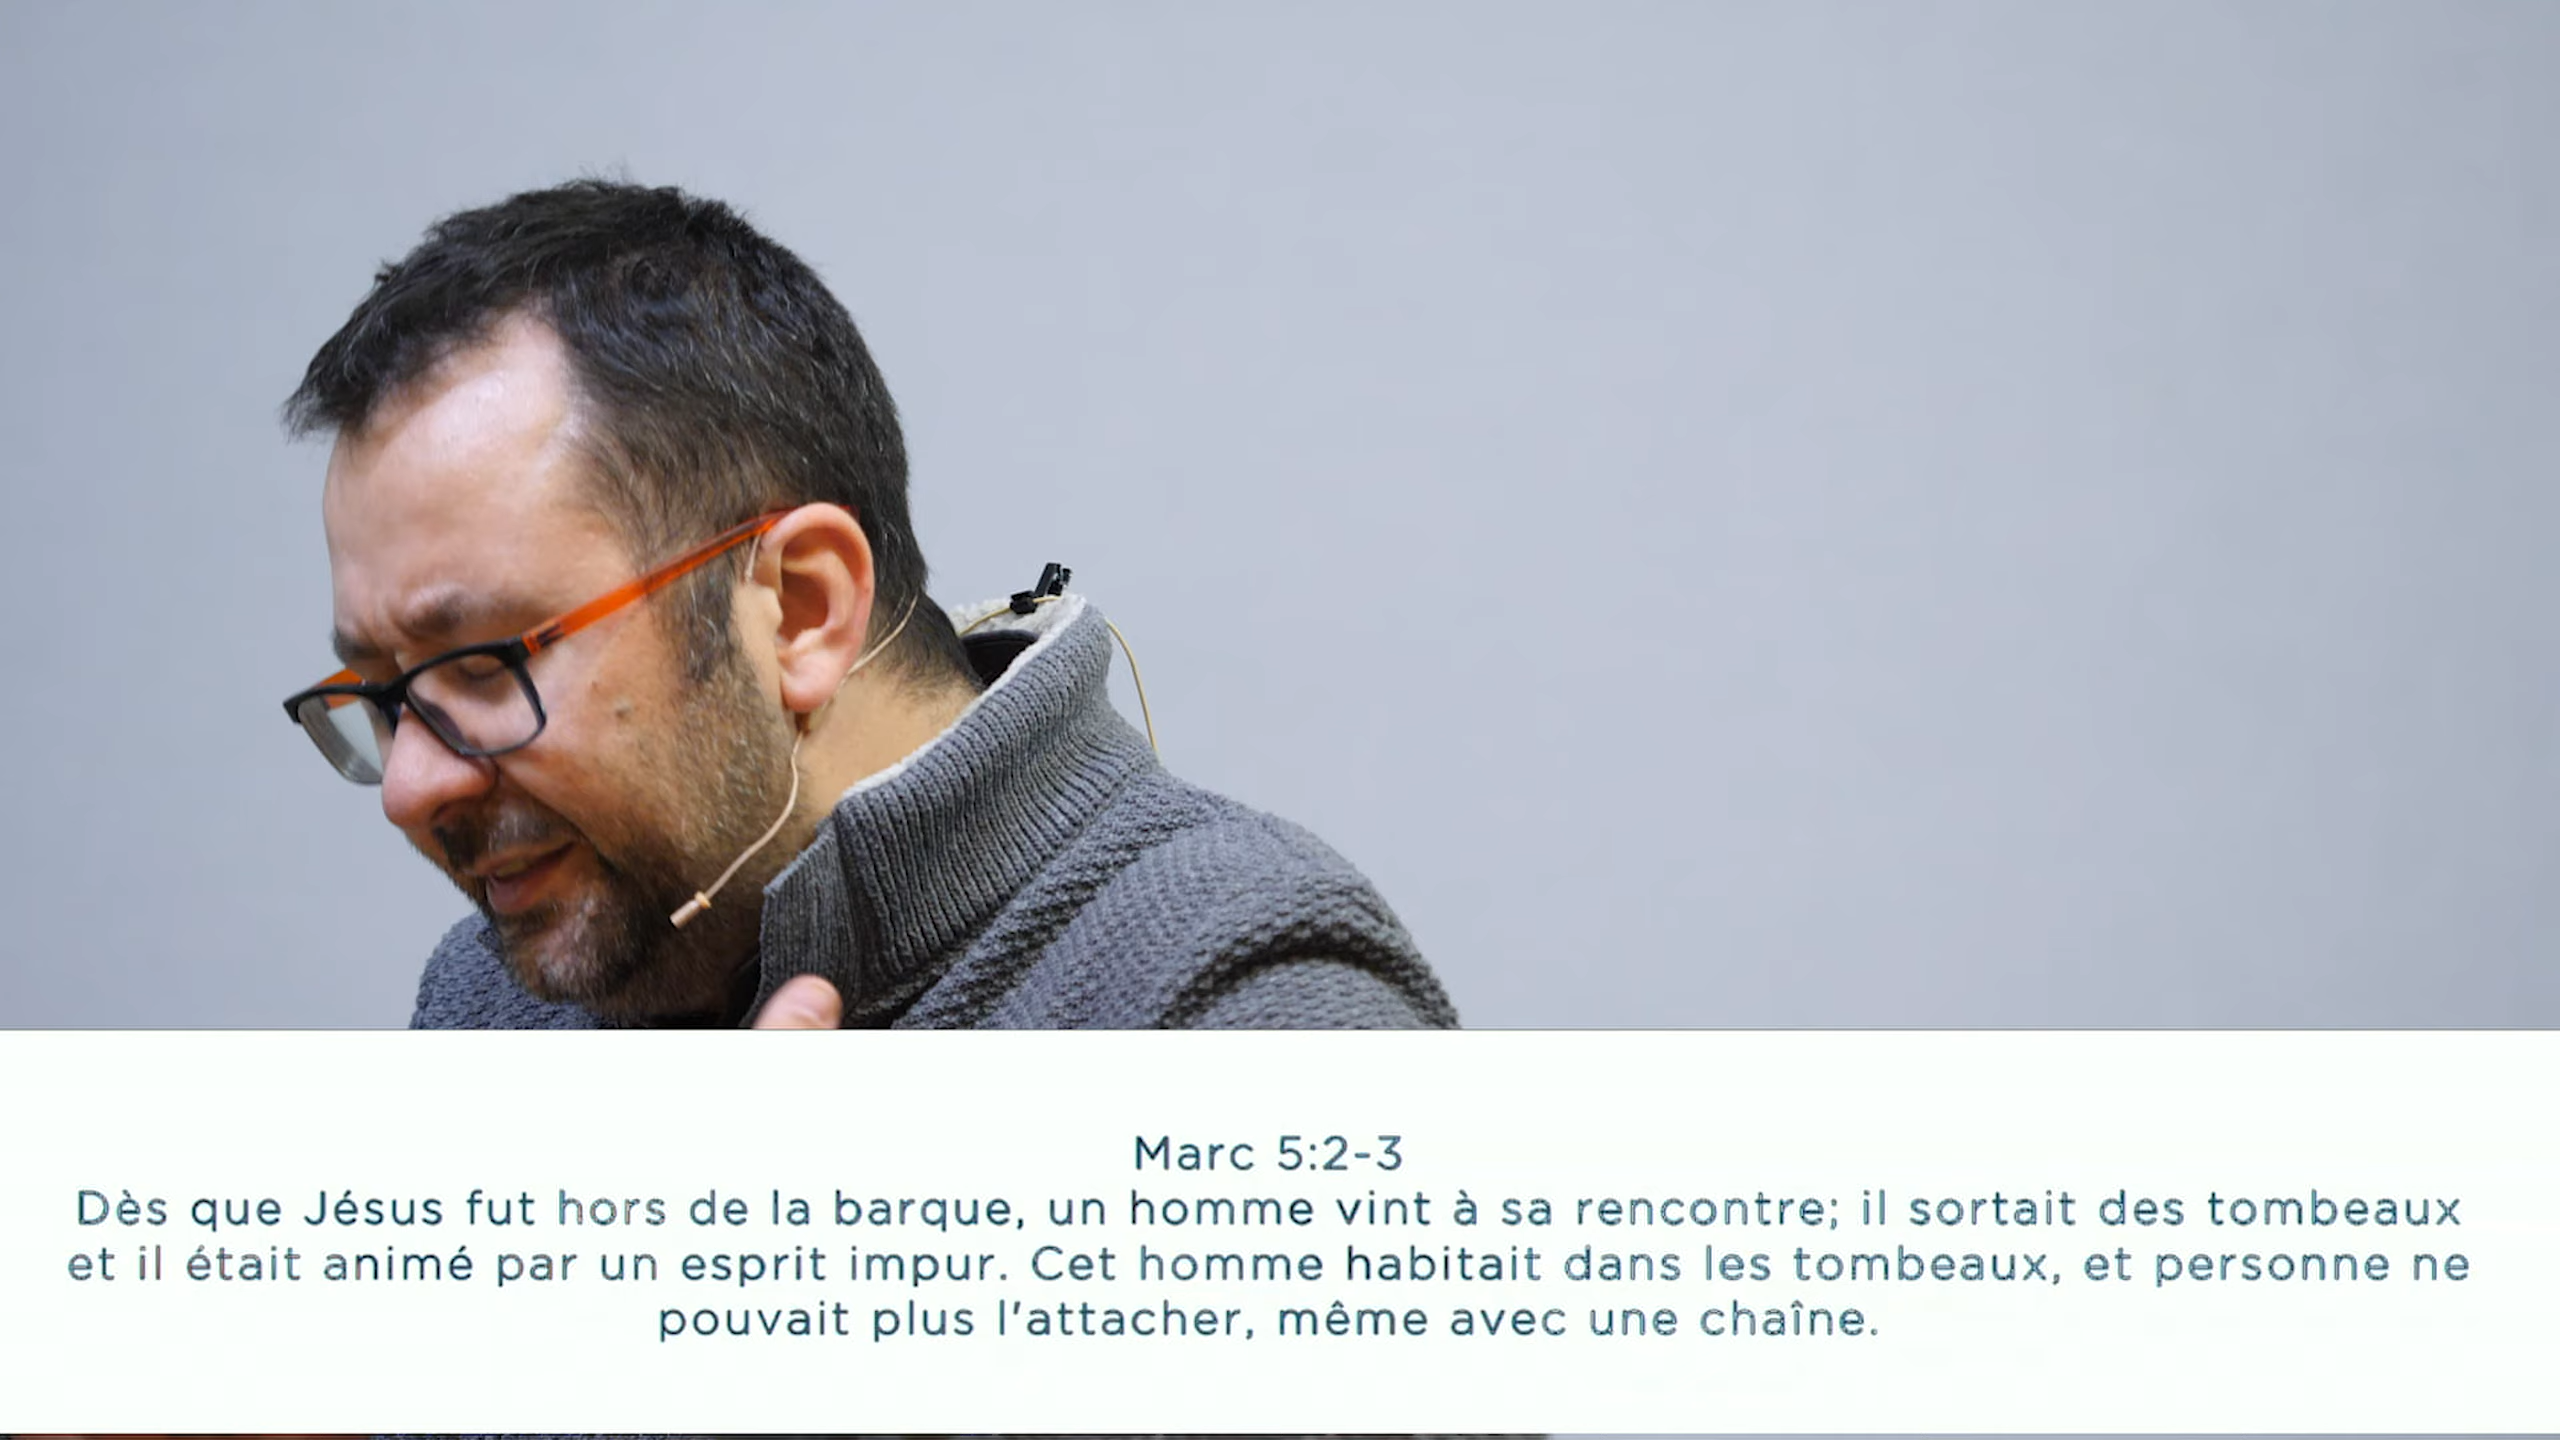 Marc 5:2-3
Dès que Jésus fut hors de la barque, un homme vint à sa rencontre; il sortait des tombeaux
et il était animé par un esprit impur. Cet homme habitait dans les tombeaux, et personne ne
pouvait plus l'attacher, même avec une chaîne.